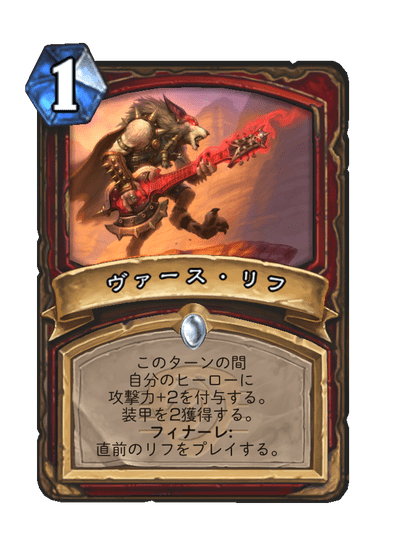 1
ヴァース・リフ
このターンの間
自分のヒーローに
攻撃力+2を付与する。
装甲を2獲得する。
フィナーレ:
直前のリフをプレイする。